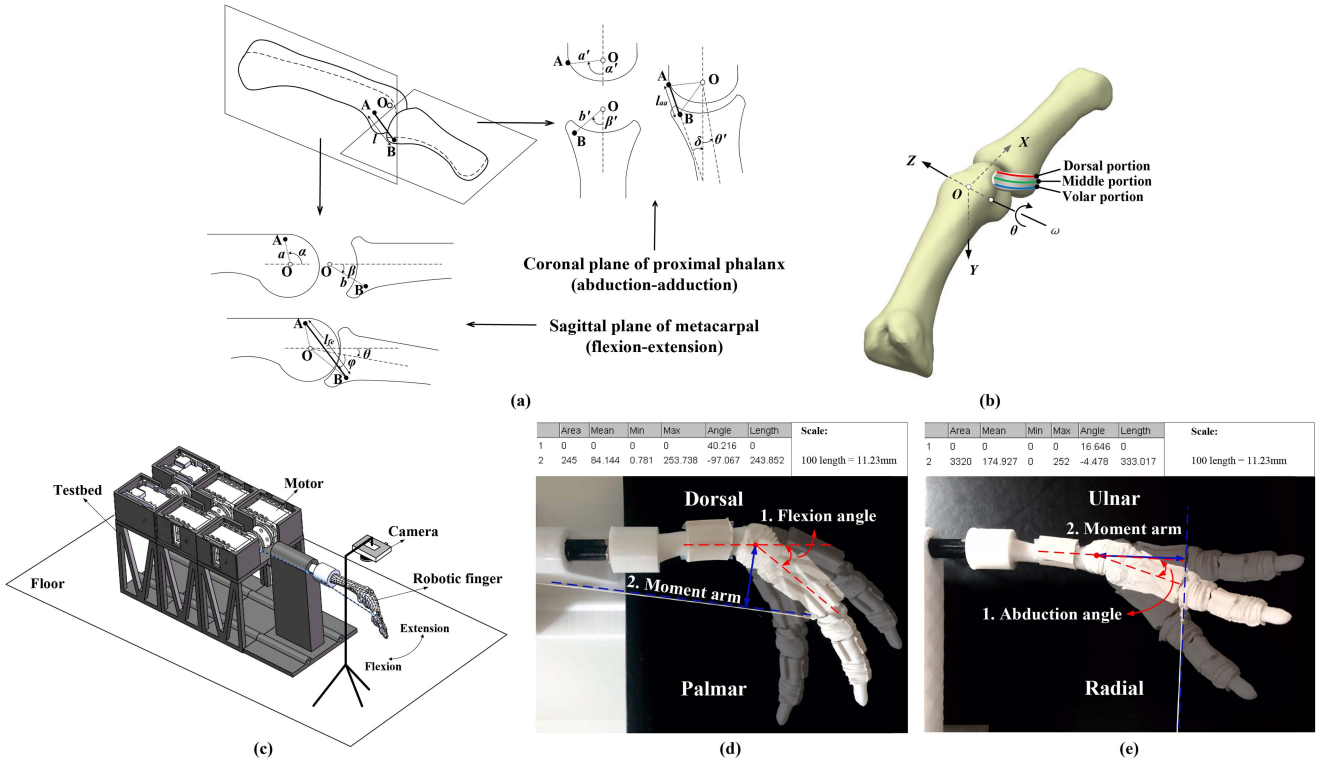 A
O
l
B
a'
A
O
α'
O
b'
β'
B
A
O
l_aa
B
δ
θ'
A
a
α
O
O
β
b
B
A
l_fe
O
θ
φ
B
Coronal plane of proximal phalanx
(abduction-adduction)
Sagittal plane of metacarpal
(flexion-extension)
(a)
X
Z
O
Dorsal portion
Middle portion
Volar portion
θ
ω
Y
(b)
Testbed
Motor
Camera
Floor
Robotic finger
Extension
Flexion
(c)
Area Mean Min Max Angle Length
1 0 0 0 0 40.216 0
2 245 84.144 0.781 253.738 -97.067 243.852
Scale:
100 length = 11.23mm
Dorsal
1. Flexion angle
2. Moment arm
Palmar
(d)
Area Mean Min Max Angle Length
1 0 0 0 0 16.646 0
2 3320 174.927 0 252 -4.478 333.017
Scale:
100 length = 11.23mm
Ulnar
2. Moment arm
1. Abduction angle
Radial
(e)